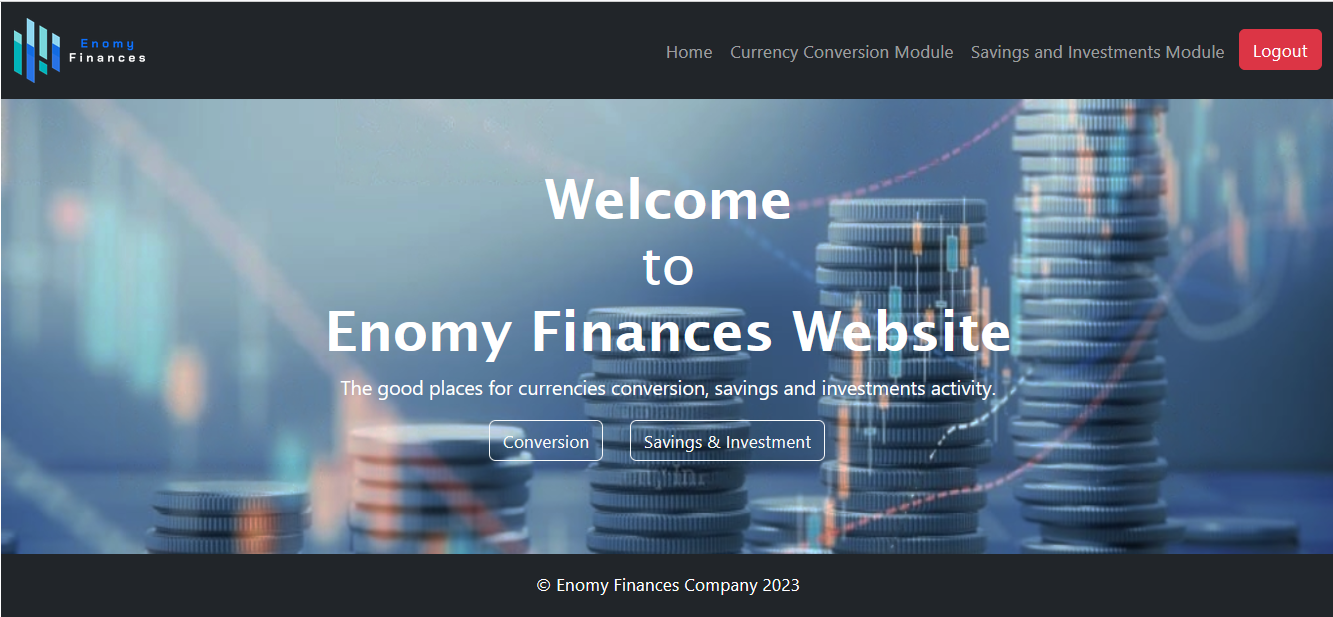 Enomy
Finances
Home Currency Conversion Module Savings and Investments Module Logout
Welcome
to
Enomy Finances Website
The good places for currencies conversion, savings and investments activity.
Conversion Savings & Investment
© Enomy Finances Company 2023